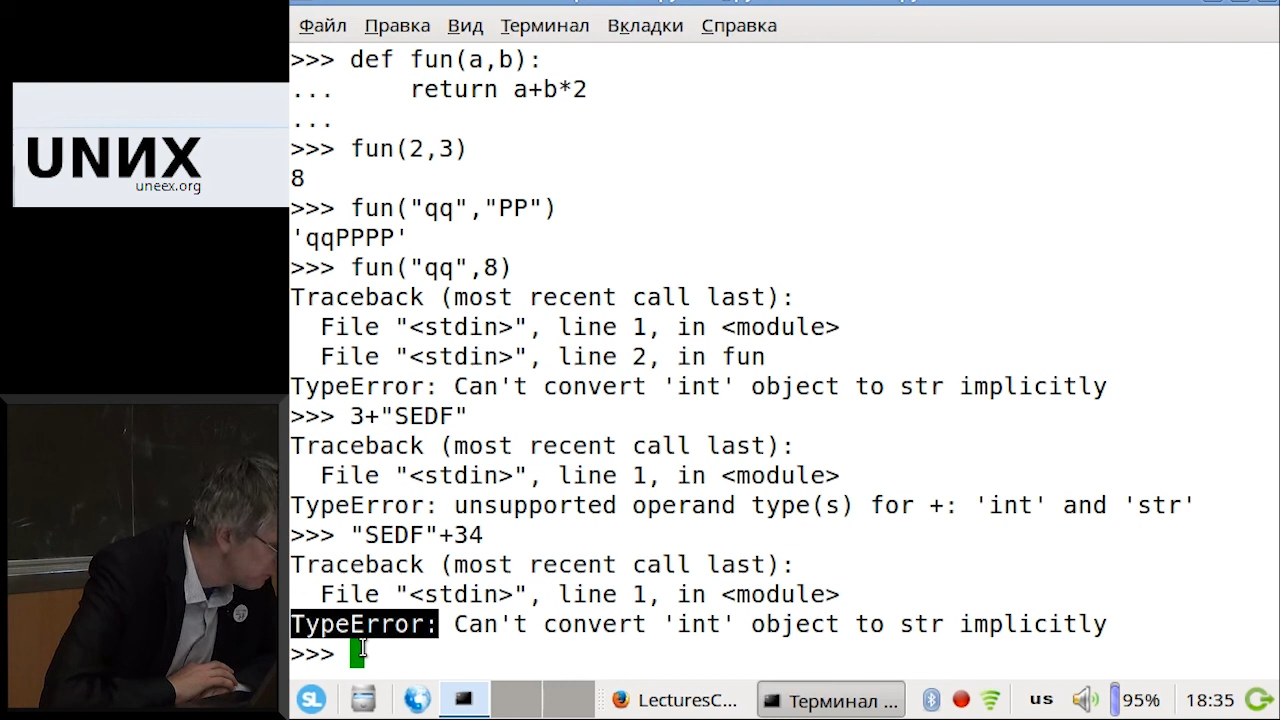 UNИX
uneex.org
Файл Правка Вид Терминал Вкладки Справка
>>> def fun(a,b):
...     return a+b*2
...
>>> fun(2,3)
8
>>> fun("qq","PP")
'qqPPPP'
>>> fun("qq",8)
Traceback (most recent call last):
  File "<stdin>", line 1, in <module>
  File "<stdin>", line 2, in fun
TypeError: Can't convert 'int' object to str implicitly
>>> 3+"SEDF"
Traceback (most recent call last):
  File "<stdin>", line 1, in <module>
TypeError: unsupported operand type(s) for +: 'int' and 'str'
>>> "SEDF"+34
Traceback (most recent call last):
  File "<stdin>", line 1, in <module>
TypeError: Can't convert 'int' object to str implicitly
>>>
SL LecturesC... Терминал ... us 95% 18:35